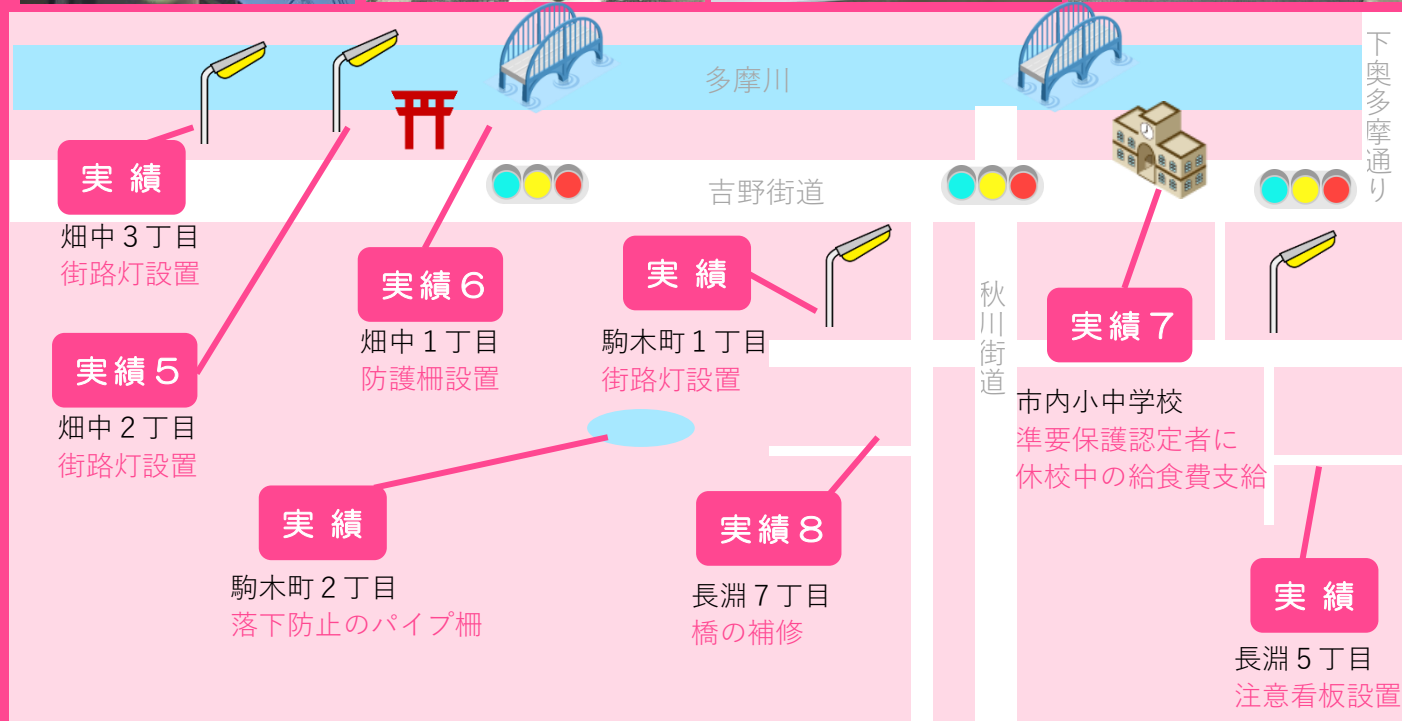 多摩川
下奥多摩通り
吉野街道
秋川街道
実 績
畑中３丁目
街路灯設置
実績５
畑中２丁目
街路灯設置
実績６
畑中１丁目
防護柵設置
実 績
駒木町１丁目
街路灯設置
実績７
市内小中学校
準要保護認定者に
休校中の給食費支給
実 績
駒木町２丁目
落下防止のパイプ柵
実績８
長淵７丁目
橋の補修
実 績
長淵５丁目
注意看板設置